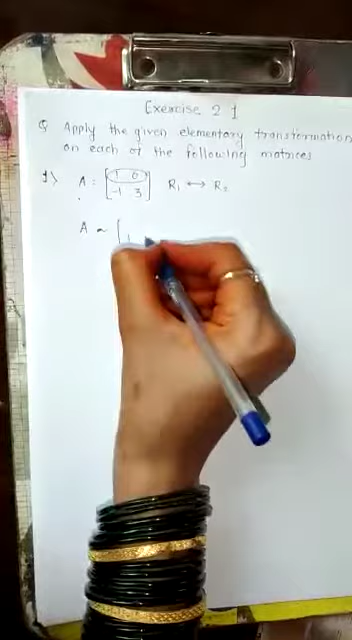 Exercise 2 1
Q Apply the given elementary transformation
on each of the following matrices
1> A = [ 1 0
-1 3 ] R₁ ↔ R₂
A ~ [
1